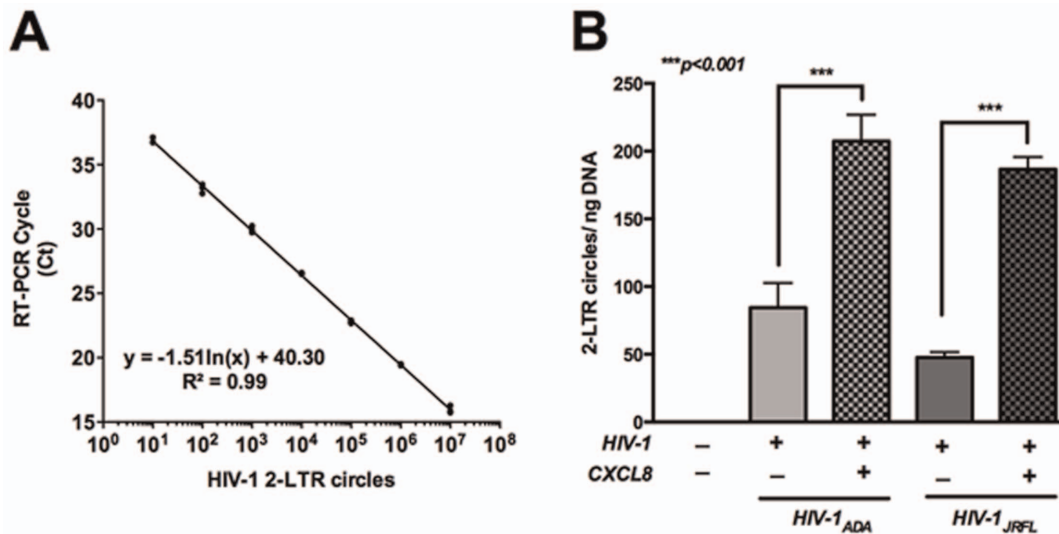 A
RT-PCR Cycle
(Ct)
40
35
30
25
20
15
y = -1.51ln(x) + 40.30
R² = 0.99
10⁰ 10¹ 10² 10³ 10⁴ 10⁵ 10⁶ 10⁷ 10⁸
HIV-1 2-LTR circles
B
***p<0.001
2-LTR circles/ ng DNA
250
200
150
100
50
0
*** ***
HIV-1 – + + + +
CXCL8 – – + – +
HIV-1ADA HIV-1JRFL